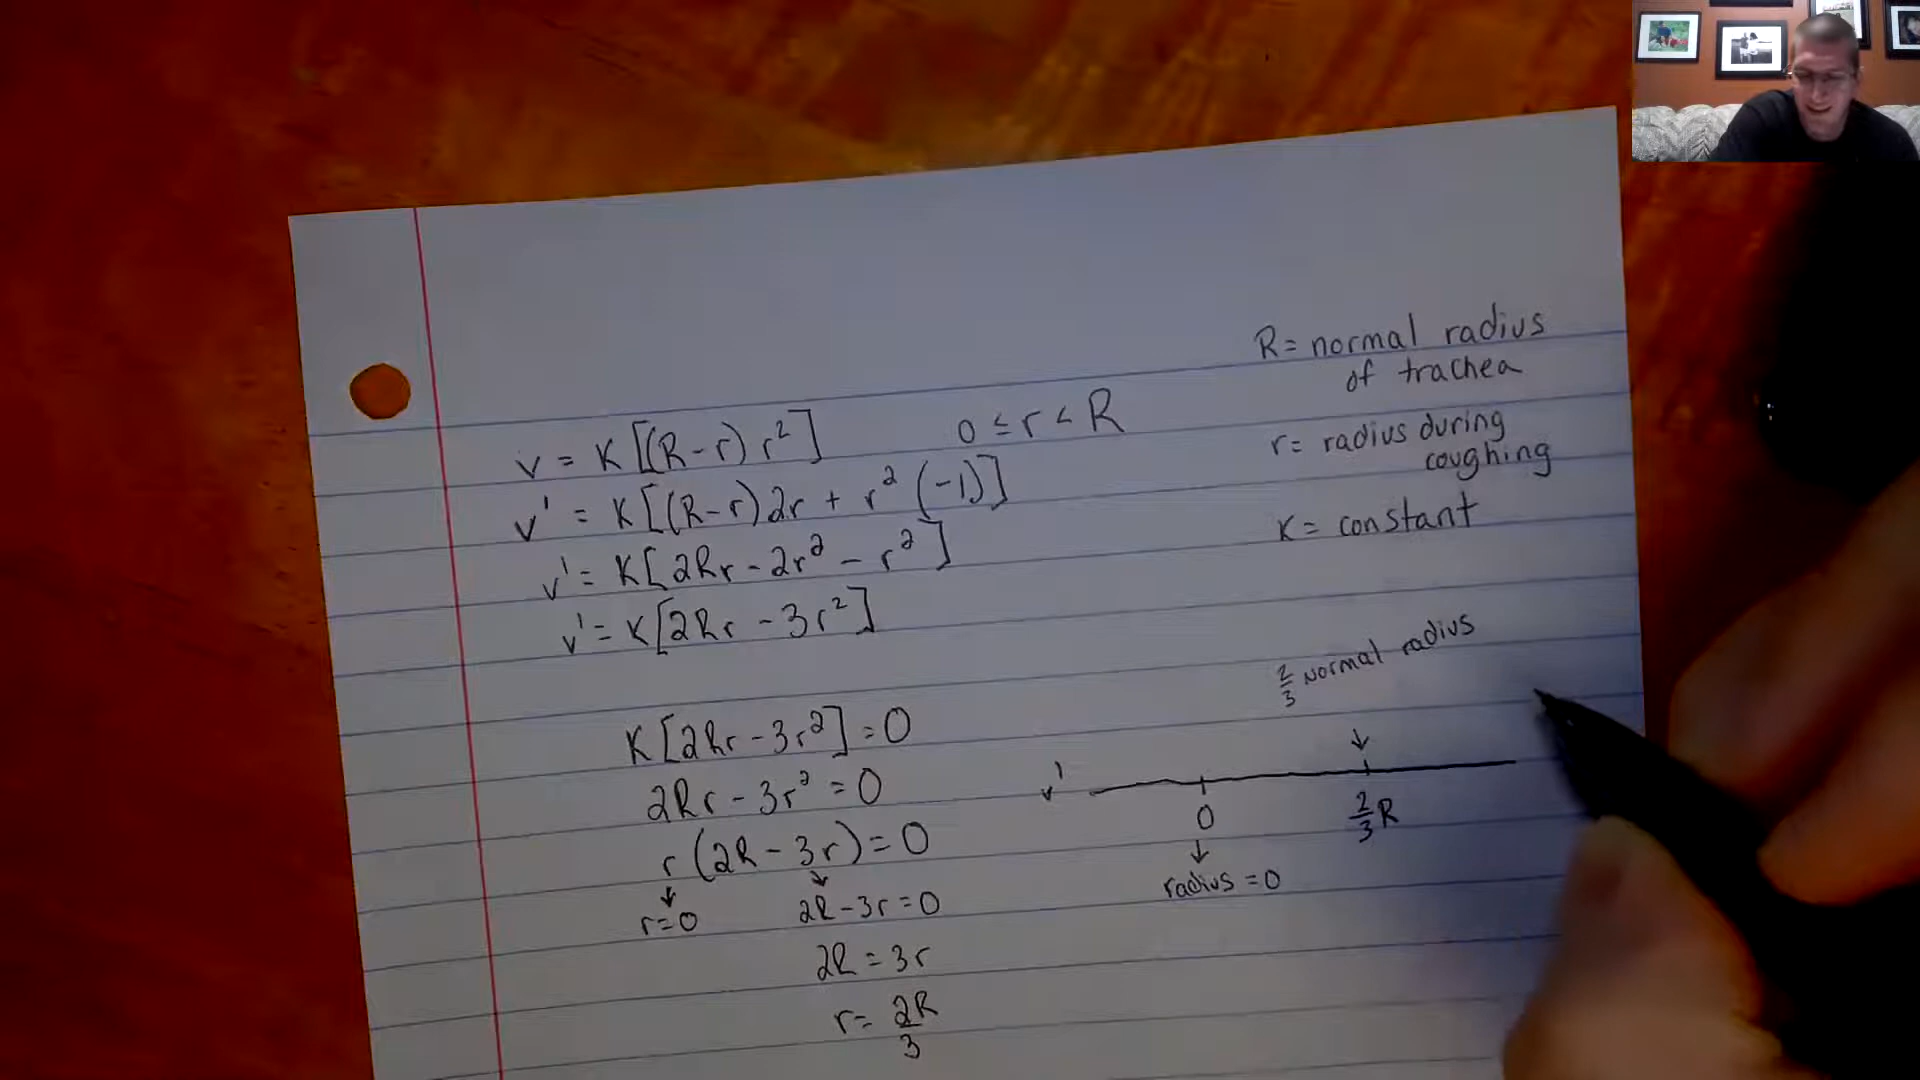 R = normal radius
of trachea
v = K[(R-r) r²]
0 ≤ r < R
r = radius during
coughing
v' = K[(R-r)2r + r²(-1)]
K = constant
v' = K[2Rr - 2r² - r²]
v' = K[2Rr - 3r²]
2/3 normal radius
↓
K[2Rr - 3r²] = 0
v'
0
2/3 R
2Rr - 3r² = 0
↓
radius = 0
r(2R - 3r) = 0
↓ ↓
r = 0
2R - 3r = 0
2R = 3r
r = 2R/3